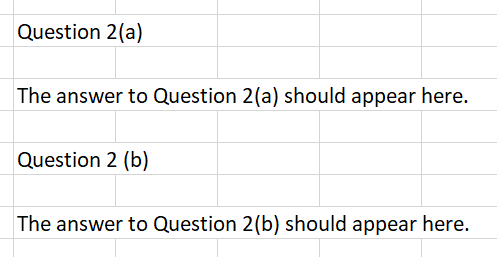 Question 2(a)
The answer to Question 2(a) should appear here.
Question 2 (b)
The answer to Question 2(b) should appear here.